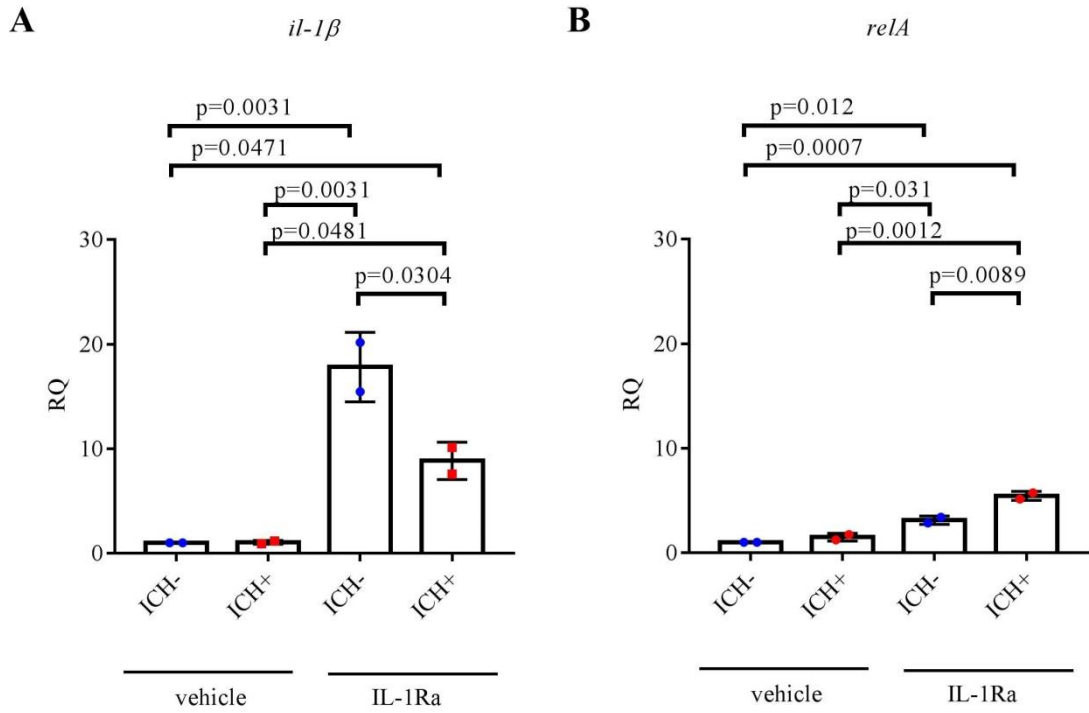 A
il-1β
p=0.0031
p=0.0471
p=0.0031
p=0.0481
p=0.0304
30
20
10
0
RQ
ICH-
ICH+
ICH-
ICH+
vehicle
IL-1Ra
B
relA
p=0.012
p=0.0007
p=0.031
p=0.0012
p=0.0089
30
20
10
0
RQ
ICH-
ICH+
ICH-
ICH+
vehicle
IL-1Ra